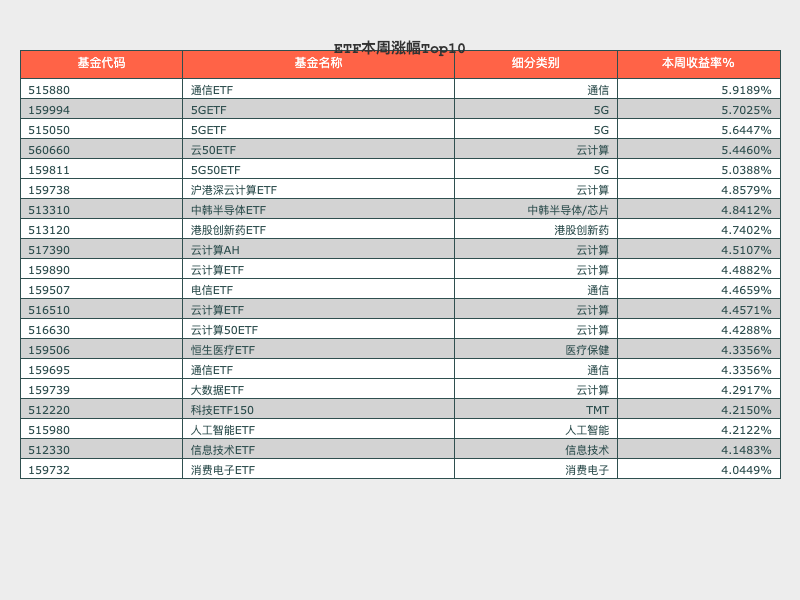 ETF本周涨幅Top10
基金代码 基金名称 细分类别 本周收益率%
515880 通信ETF 通信 5.9189%
159994 5GETF 5G 5.7025%
515050 5GETF 5G 5.6447%
560660 云50ETF 云计算 5.4460%
159811 5G50ETF 5G 5.0388%
159738 沪港深云计算ETF 云计算 4.8579%
513310 中韩半导体ETF 中韩半导体/芯片 4.8412%
513120 港股创新药ETF 港股创新药 4.7402%
517390 云计算AH 云计算 4.5107%
159890 云计算ETF 云计算 4.4882%
159507 电信ETF 通信 4.4659%
516510 云计算ETF 云计算 4.4571%
516630 云计算50ETF 云计算 4.4288%
159506 恒生医疗ETF 医疗保健 4.3356%
159695 通信ETF 通信 4.3356%
159739 大数据ETF 云计算 4.2917%
512220 科技ETF150 TMT 4.2150%
515980 人工智能ETF 人工智能 4.2122%
512330 信息技术ETF 信息技术 4.1483%
159732 消费电子ETF 消费电子 4.0449%